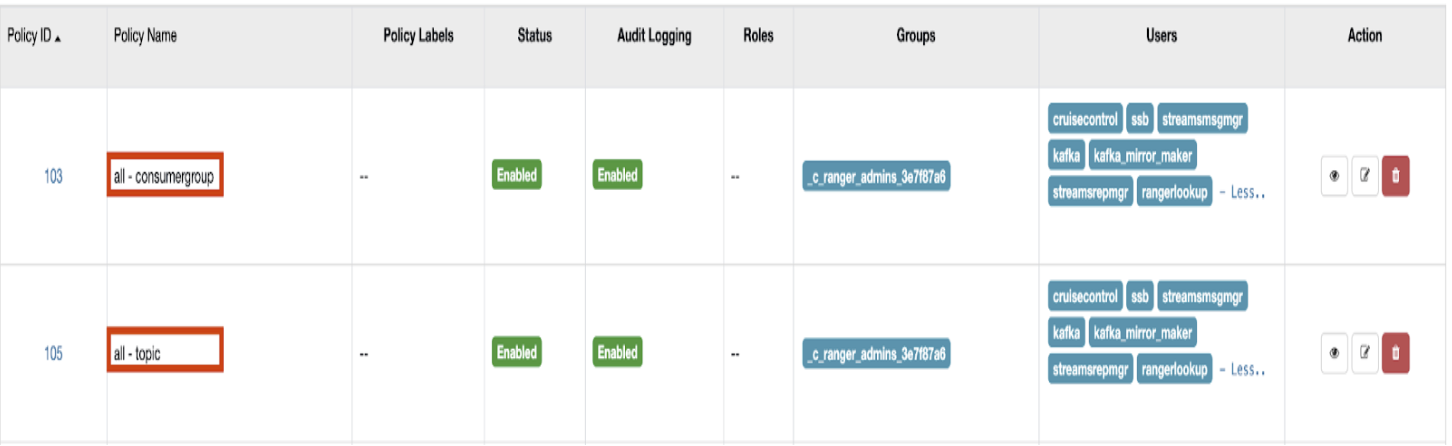 Policy ID Policy Name Policy Labels Status Audit Logging Roles Groups Users Action
cruisecontrol ssb streamsmsgmgr
kafka kafka_mirror_maker
103 all - consumergroup -- Enabled Enabled -- _c_ranger_admins_3e7f87a6
streamsrepmgr rangerlookup - Less..
cruisecontrol ssb streamsmsgmgr
kafka kafka_mirror_maker
105 all - topic -- Enabled Enabled -- _c_ranger_admins_3e7f87a6
streamsrepmgr rangerlookup - Less..